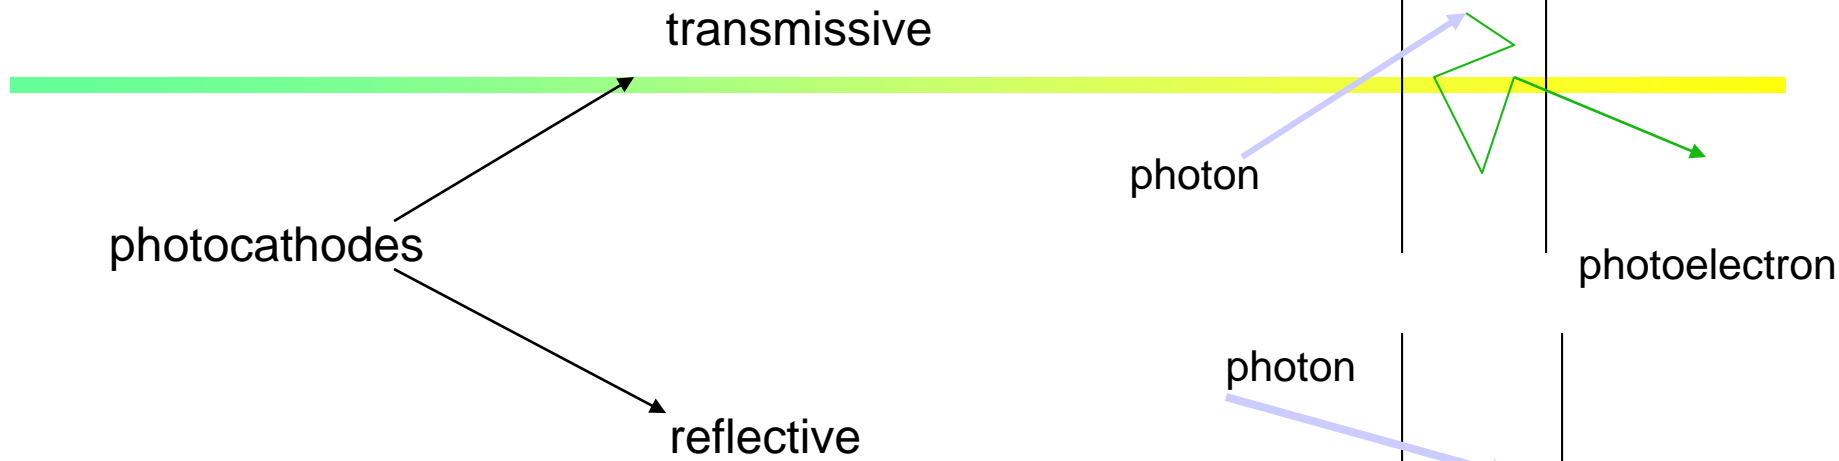 transmissive
photon
photocathodes
photoelectron
photon
reflective